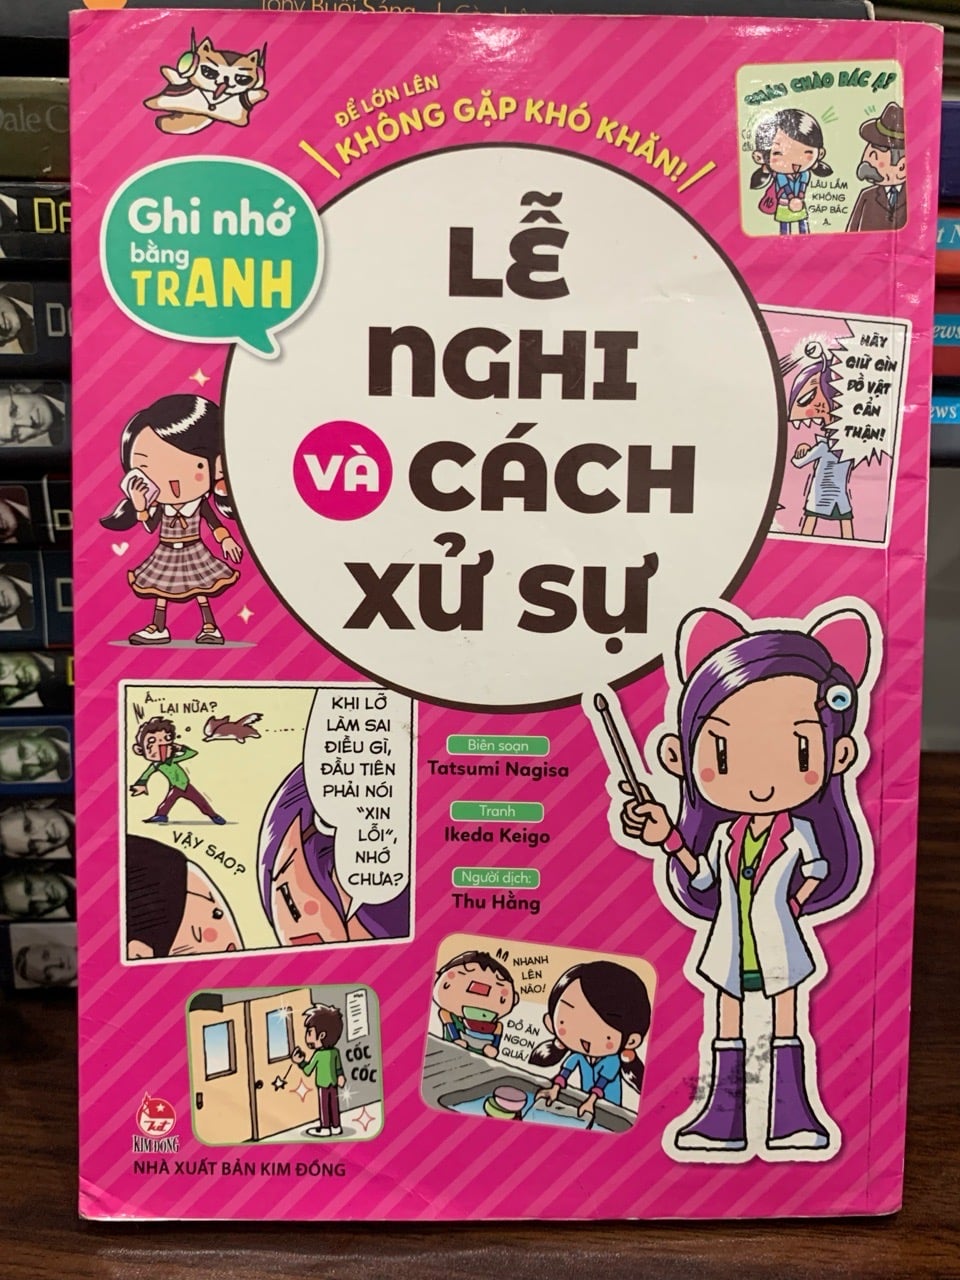 Tony Buổi Sáng
ĐỂ LỚN LÊN
KHÔNG GẶP KHÓ KHĂN!
Ghi nhớ
bằng
TRANH
LỄ
NGHI
VÀ CÁCH
XỬ SỰ
CHÁU CHÀO BÁC Ạ!
LÂU LẮM
KHÔNG
GẶP BÁC
Ạ.
HÃY
GIỮ GÌN
ĐỒ VẬT
CẨN
THẬN!
Á...
LẠI NỮA?
VẬY SAO?
KHI LỠ
LÀM SAI
ĐIỀU GÌ,
ĐẦU TIÊN
PHẢI NÓI
"XIN
LỖI",
NHỚ
CHƯA?
Biên soạn
Tatsumi Nagisa
Tranh
Ikeda Keigo
Người dịch:
Thu Hằng
NHANH
LÊN
NÀO!
ĐỒ ĂN
NGON
QUÁ!
CỐC
CỐC
KIM ĐỒNG
NHÀ XUẤT BẢN KIM ĐỒNG